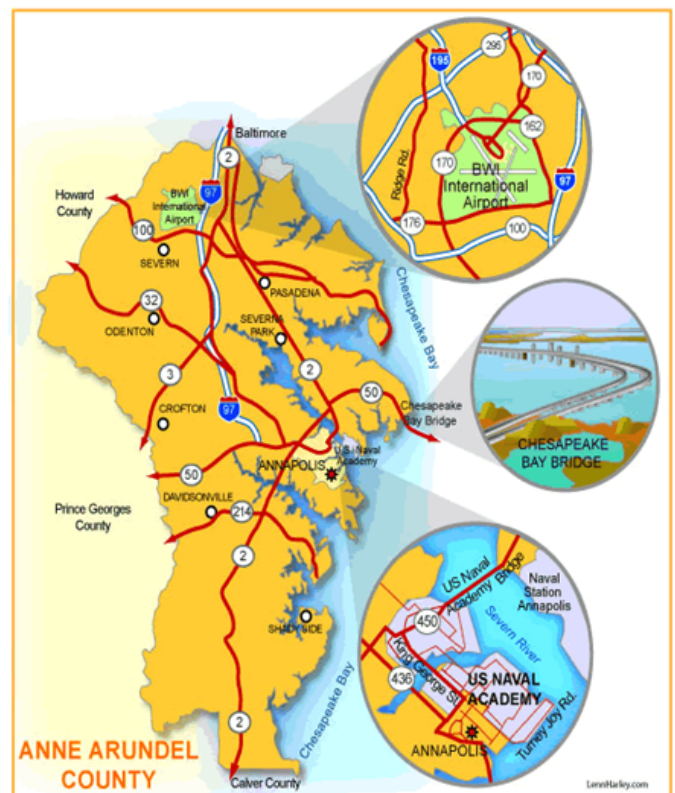 295
195
170
162
Ridge Rd.
170
BWI
International
Airport
97
176
100
Baltimore
2
Howard
County
BWI
International
Airport
97
100
SEVERN
PASADENA
Chesapeake Bay
32
ODENTON
SEVERNA
PARK
3
2
50
97
Chesapeake
Bay Bridge
CROFTON
CHESAPEAKE
BAY BRIDGE
U.S. Naval
Academy
ANNAPOLIS
50
DAVIDSONVILLE
214
Prince Georges
County
2
SHADYSIDE
Chesapeake Bay
2
Calver County
US Naval
Academy Bridge
Naval
Station
Annapolis
450
Severn River
King George St.
436
US NAVAL
ACADEMY
Turney Joy Rd.
ANNAPOLIS
ANNE ARUNDEL
COUNTY
LennHarley.com